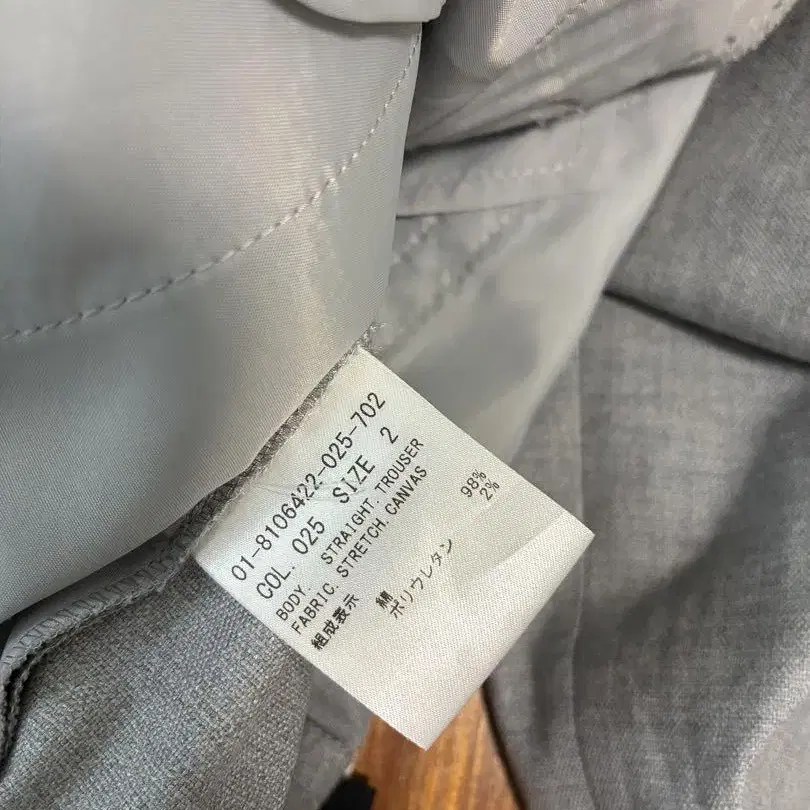 01-8106422-025-702
COL. 025 SIZE 2
BODY. STRAIGHT. TROUSER
FABRIC. STRETCH. CANVAS
組成表示 綿 98%
ポリウレタン 2%